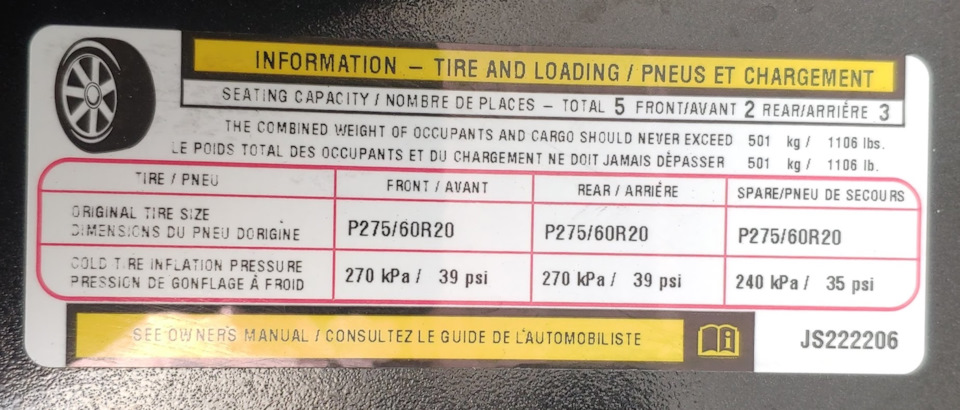 INFORMATION – TIRE AND LOADING / PNEUS ET CHARGEMENT
SEATING CAPACITY / NOMBRE DE PLACES – TOTAL 5 FRONT/AVANT 2 REAR/ARRIÈRE 3
THE COMBINED WEIGHT OF OCCUPANTS AND CARGO SHOULD NEVER EXCEED 501 kg / 1106 lbs.
LE POIDS TOTAL DES OCCUPANTS ET DU CHARGEMENT NE DOIT JAMAIS DÉPASSER 501 kg / 1106 lb.
TIRE / PNEU FRONT / AVANT REAR / ARRIÈRE SPARE/PNEU DE SECOURS
ORIGINAL TIRE SIZE
DIMENSIONS DU PNEU DORIGINE P275/60R20 P275/60R20 P275/60R20
COLD TIRE INFLATION PRESSURE
PRESSION DE GONFLAGE À FROID 270 kPa / 39 psi 270 kPa / 39 psi 240 kPa / 35 psi
SEE OWNER'S MANUAL / CONSULTEZ LE GUIDE DE L'AUTOMOBILISTE
JS222206